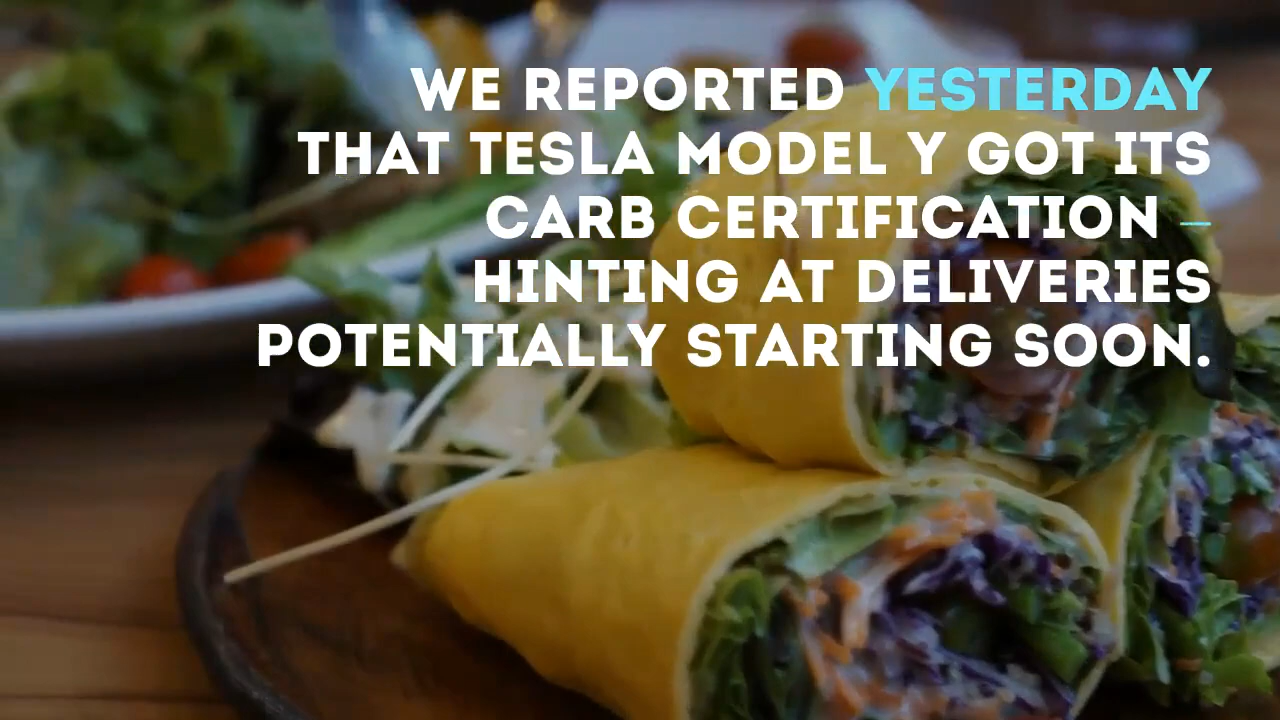 WE REPORTED YESTERDAY
THAT TESLA MODEL Y GOT ITS
CARB CERTIFICATION –
HINTING AT DELIVERIES
POTENTIALLY STARTING SOON.